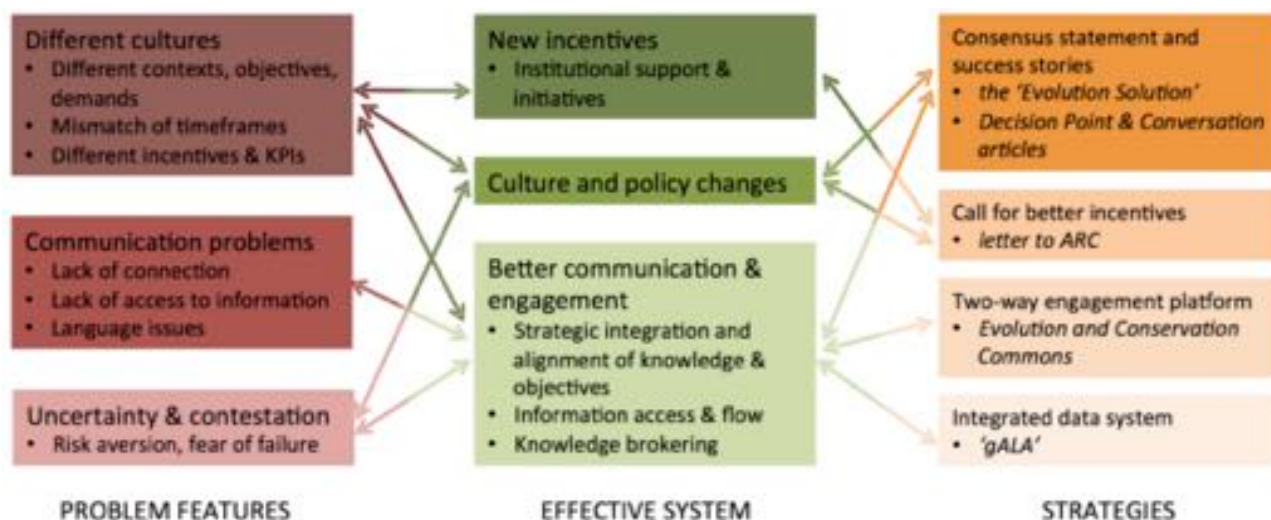 Different cultures
• Different contexts, objectives,
demands
• Mismatch of timeframes
• Different incentives & KPIs
Communication problems
• Lack of connection
• Lack of access to information
• Language issues
Uncertainty & contestation
• Risk aversion, fear of failure
PROBLEM FEATURES
New incentives
• Institutional support &
initiatives
Culture and policy changes
Better communication &
engagement
• Strategic integration and
alignment of knowledge &
objectives
• Information access & flow
• Knowledge brokering
EFFECTIVE SYSTEM
Consensus statement and
success stories
• the 'Evolution Solution'
• Decision Point & Conversation
articles
Call for better incentives
• letter to ARC
Two-way engagement platform
• Evolution and Conservation
Commons
Integrated data system
• 'gALA'
STRATEGIES